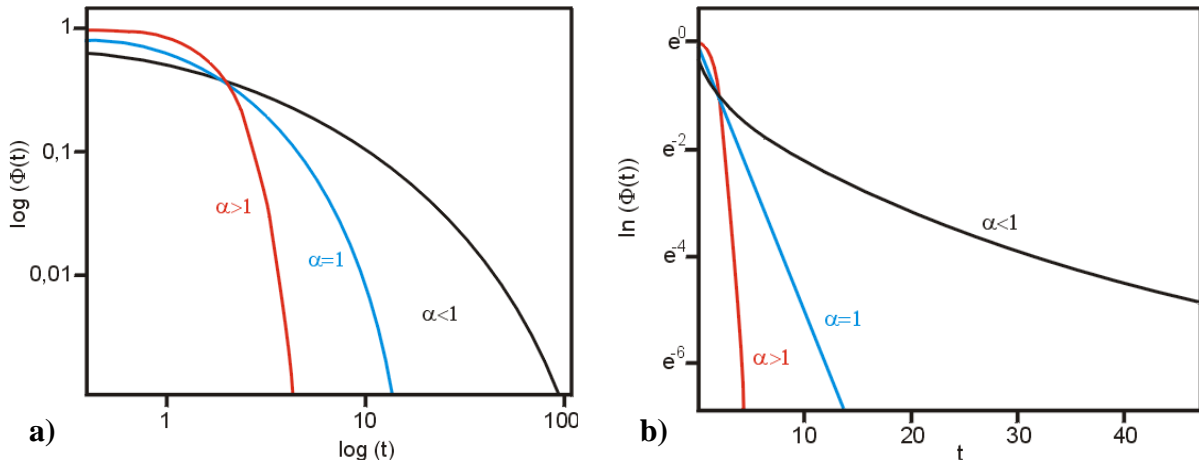 1
0,1
0,01
log (Φ(t))
α>1
α=1
α<1
1
10
100
log (t)
a)
e⁰
e⁻²
e⁻⁴
e⁻⁶
ln (Φ(t))
α<1
α=1
α>1
10
20
30
40
t
b)